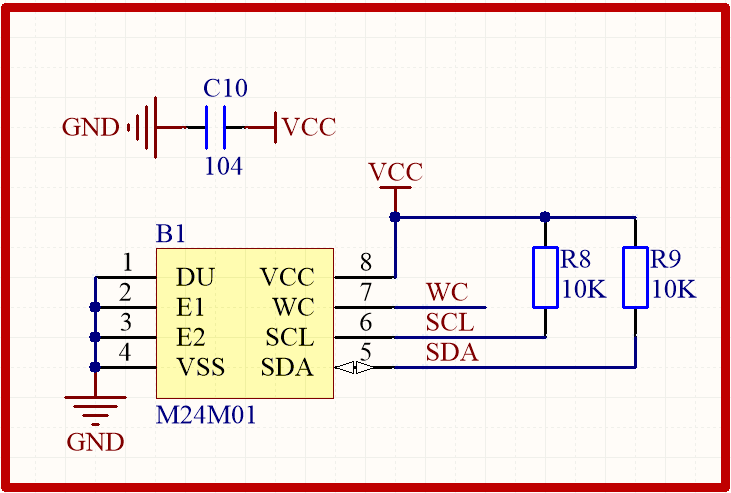 C10
GND VCC
104
VCC
B1
1 DU VCC 8
2 E1 WC 7 WC
3 E2 SCL 6 SCL
4 VSS SDA 5 SDA
R8 R9
10K 10K
M24M01
GND